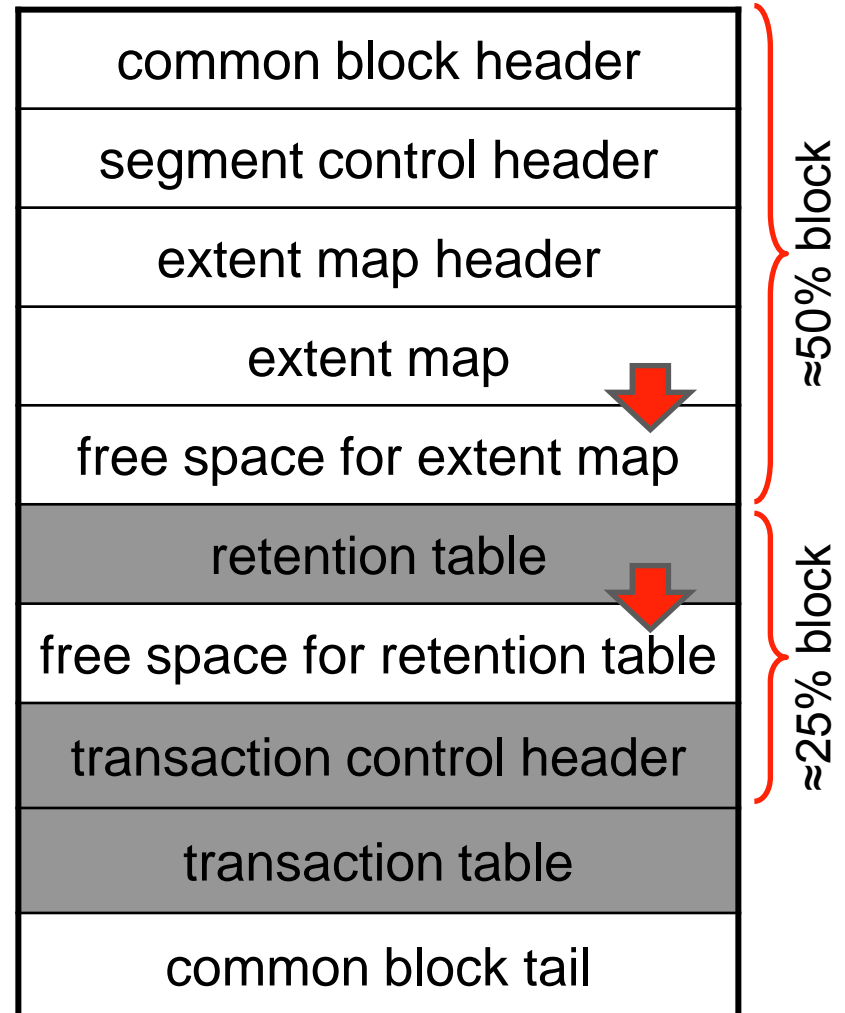 common block header
segment control header
extent map header
extent map
free space for extent map
≈50% block
retention table
free space for retention table
transaction control header
≈25% block
transaction table
common block tail